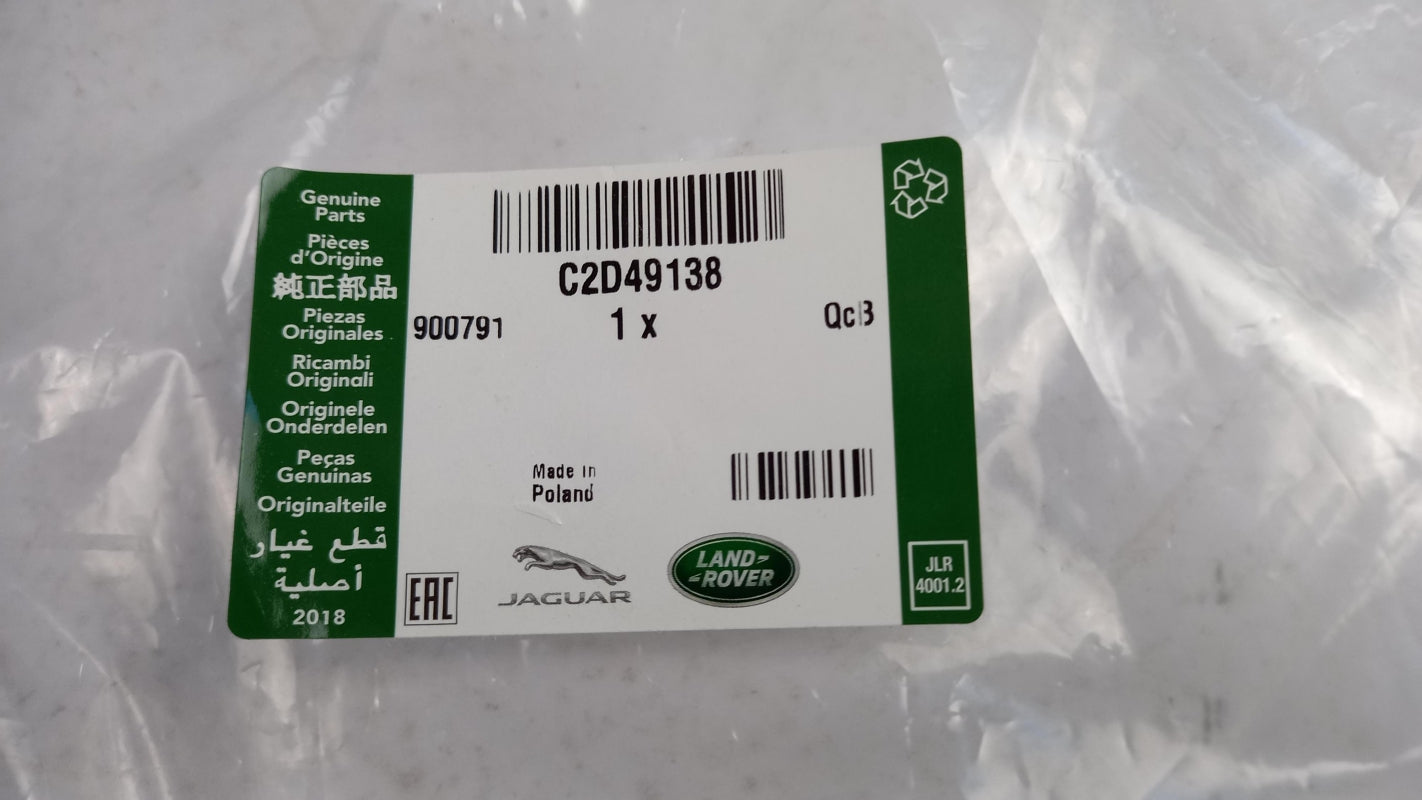 Genuine
Parts
Pièces
d'Origine
純正部品
Piezas
Originales
Ricambi
Originali
Originele
Onderdelen
Peças
Genuinas
Originalteile
قطع غيار
أصلية
2018
C2D49138
900791 1 x QcB
Made in
Poland
EAC
JAGUAR
LAND
ROVER
JLR
4001.2